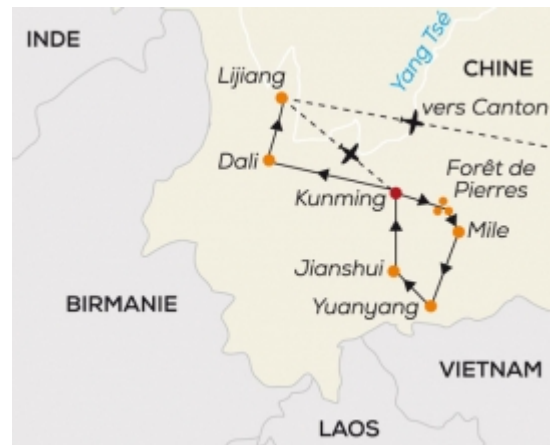 INDE
Yang Tsé
CHINE
Lijiang
vers Canton
Dali
Forêt de
Pierres
Kunming
Mile
Jianshui
Yuanyang
BIRMANIE
VIETNAM
LAOS